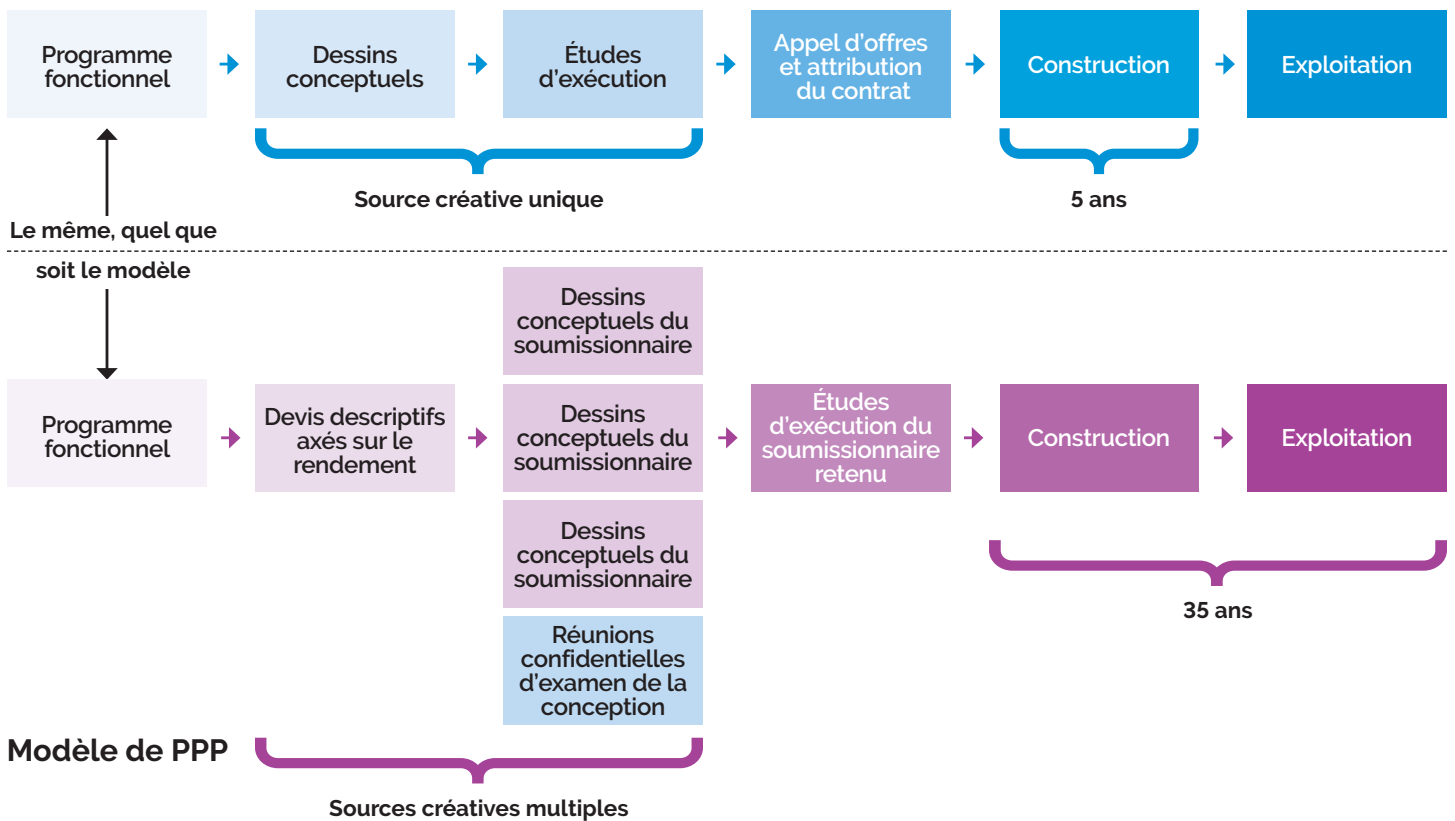 Programme
fonctionnel
Dessins
conceptuels
Études
d'exécution
Appel d'offres
et attribution
du contrat
Construction
Exploitation
Source créative unique
5 ans
Le même, quel que
soit le modèle
Programme
fonctionnel
Devis descriptifs
axés sur le
rendement
Dessins
conceptuels du
soumissionnaire
Dessins
conceptuels du
soumissionnaire
Dessins
conceptuels du
soumissionnaire
Réunions
confidentielles
d'examen de la
conception
Études
d'exécution du
soumissionnaire
retenu
Construction
Exploitation
35 ans
Modèle de PPP
Sources créatives multiples